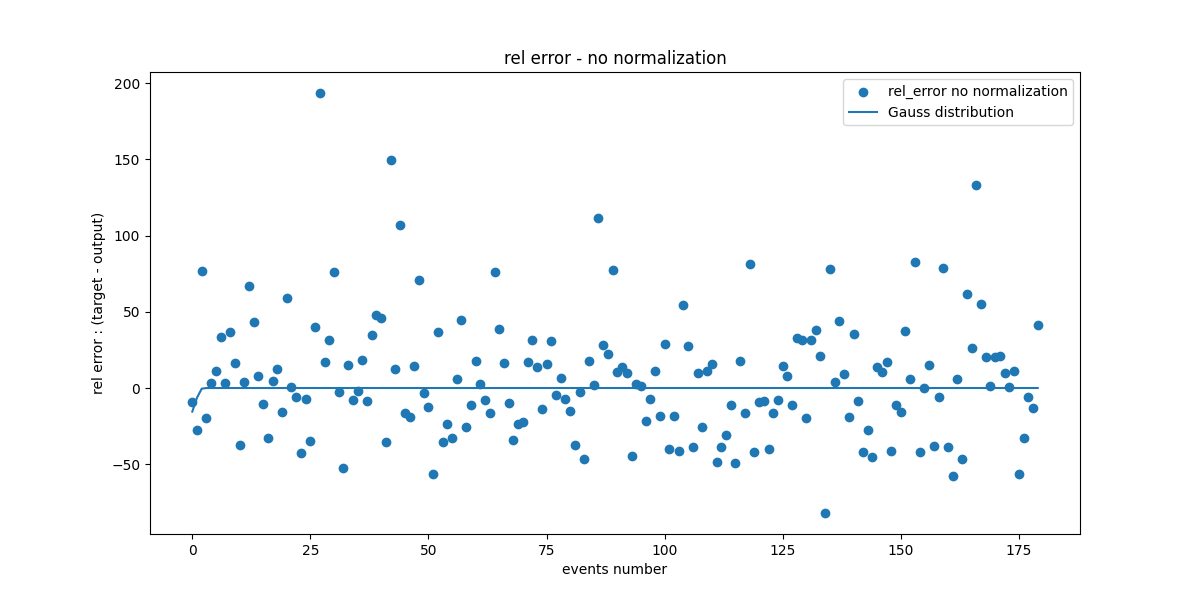 rel error - no normalization
rel_error no normalization
Gauss distribution
rel error : (target - output)
200
150
100
50
0
−50
0 25 50 75 100 125 150 175
events number